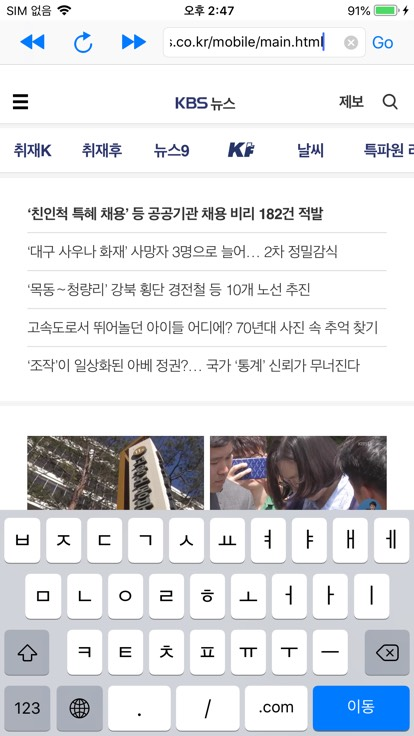 SIM 없음 오후 2:47 91%
s.co.kr/mobile/main.html Go
KBS 뉴스 제보
취재K 취재후 뉴스9 날씨 특파원
'친인척 특혜 채용' 등 공공기관 채용 비리 182건 적발
'대구 사우나 화재' 사망자 3명으로 늘어… 2차 정밀감식
'목동~청량리' 강북 횡단 경전철 등 10개 노선 추진
고속도로서 뛰어놀던 아이들 어디에? 70년대 사진 속 추억 찾기
'조작'이 일상화된 아베 정권?… 국가 '통계' 신뢰가 무너진다
ㅂ ㅈ ㄷ ㄱ ㅅ ㅛ ㅕ ㅑ ㅐ ㅔ
ㅁ ㄴ ㅇ ㄹ ㅎ ㅗ ㅓ ㅏ ㅣ
ㅋ ㅌ ㅊ ㅍ ㅠ ㅜ ㅡ
123 . / .com 이동